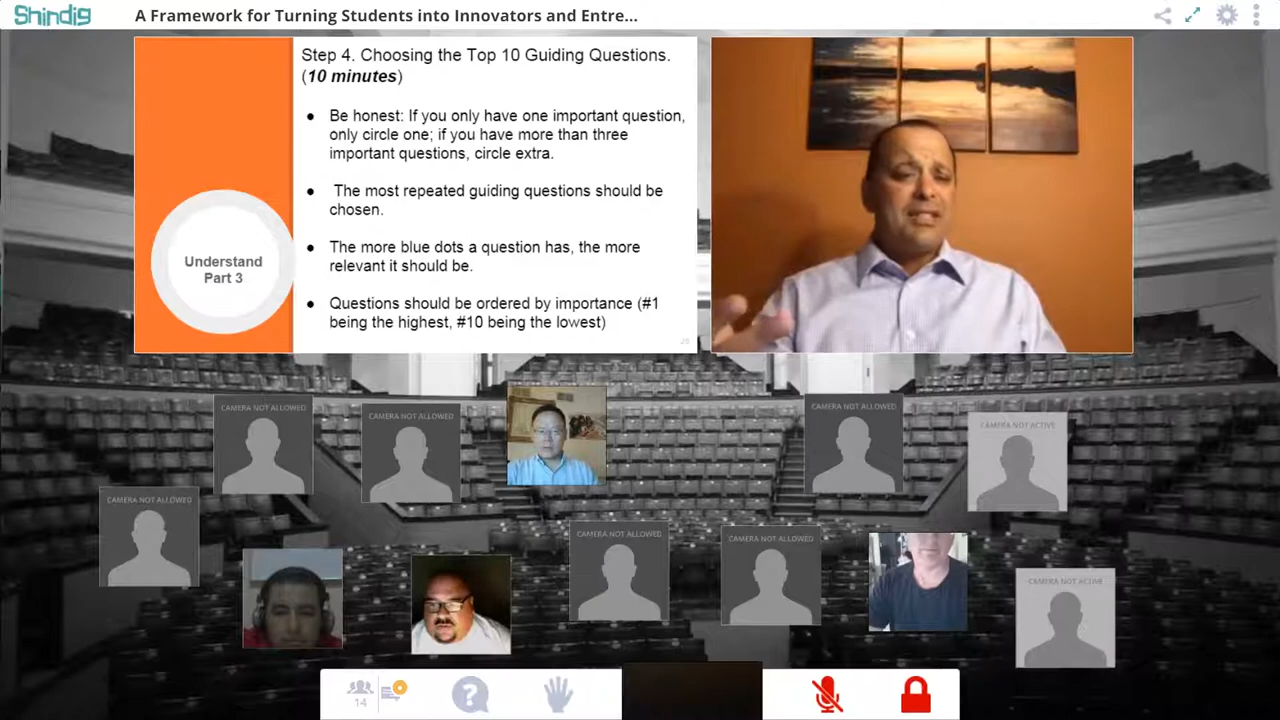 Shindig
A Framework for Turning Students into Innovators and Entre...
Step 4. Choosing the Top 10 Guiding Questions.
(10 minutes)
● Be honest: If you only have one important question,
only circle one; if you have more than three
important questions, circle extra.
● The most repeated guiding questions should be
chosen.
● The more blue dots a question has, the more
relevant it should be.
● Questions should be ordered by importance (#1
being the highest, #10 being the lowest)
Understand
Part 3
CAMERA NOT ALLOWED
CAMERA NOT ALLOWED
CAMERA NOT ALLOWED
CAMERA NOT ACTIVE
CAMERA NOT ALLOWED
CAMERA NOT ALLOWED
CAMERA NOT ALLOWED
CAMERA NOT ACTIVE
14
?